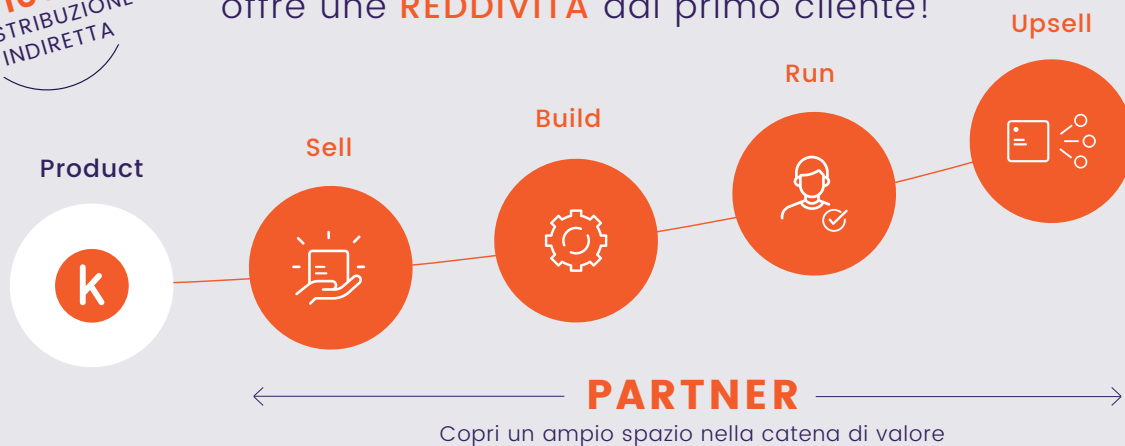 STRIBUZIONE
INDIRETTA
offre une REDDIVITÀ dal primo cliente!
Upsell
Run
Build
Sell
Product
k
PARTNER
Copri un ampio spazio nella catena di valore